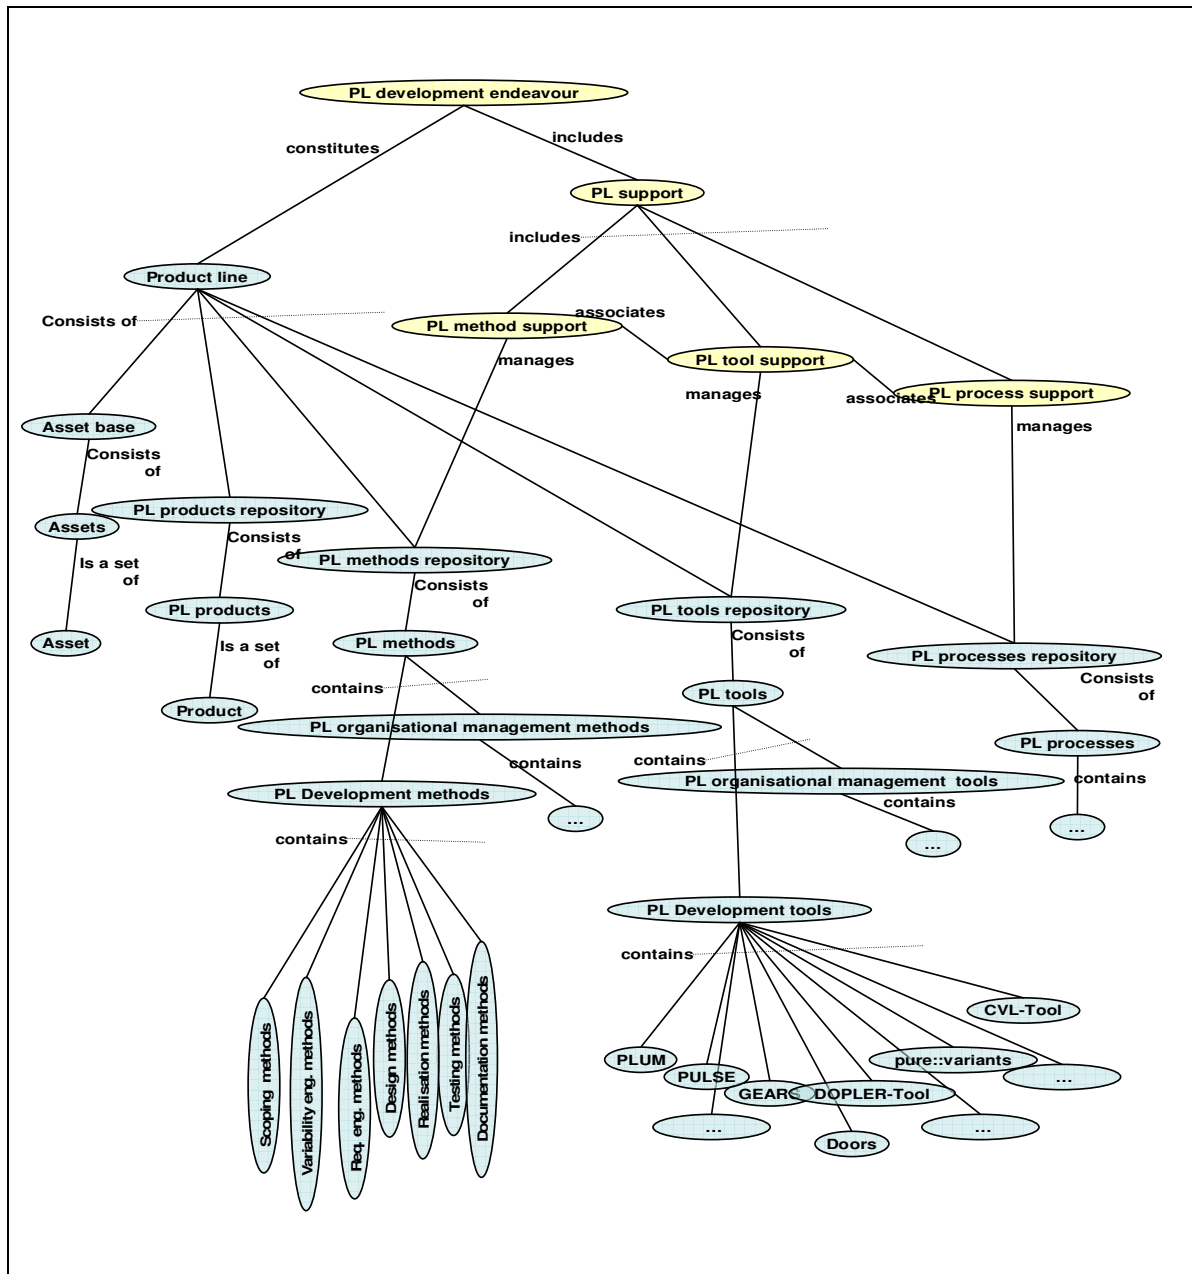 PL development endeavour
constitutes
includes
PL support
includes
Product line
Consists of
associates
PL method support
manages
PL tool support
manages
associates
PL process support
manages
Asset base
Consists
of
PL products repository
Assets
Consists
of
Is a set
of
PL methods repository
Consists
of
PL products
PL tools repository
Consists
of
Asset
Is a set
of
PL methods
PL processes repository
Consists
of
contains
PL tools
Product
PL organisational management methods
PL processes
contains
contains
PL organisational management tools
contains
contains
PL Development methods
...
...
...
contains
PL Development tools
contains
CVL-Tool
PLUM
pure::variants
PULSE
...
GEARS
DOPLER-Tool
...
...
Doors
Scoping methods
Variability eng. methods
Req. eng. methods
Design methods
Realisation methods
Testing methods
Documentation methods